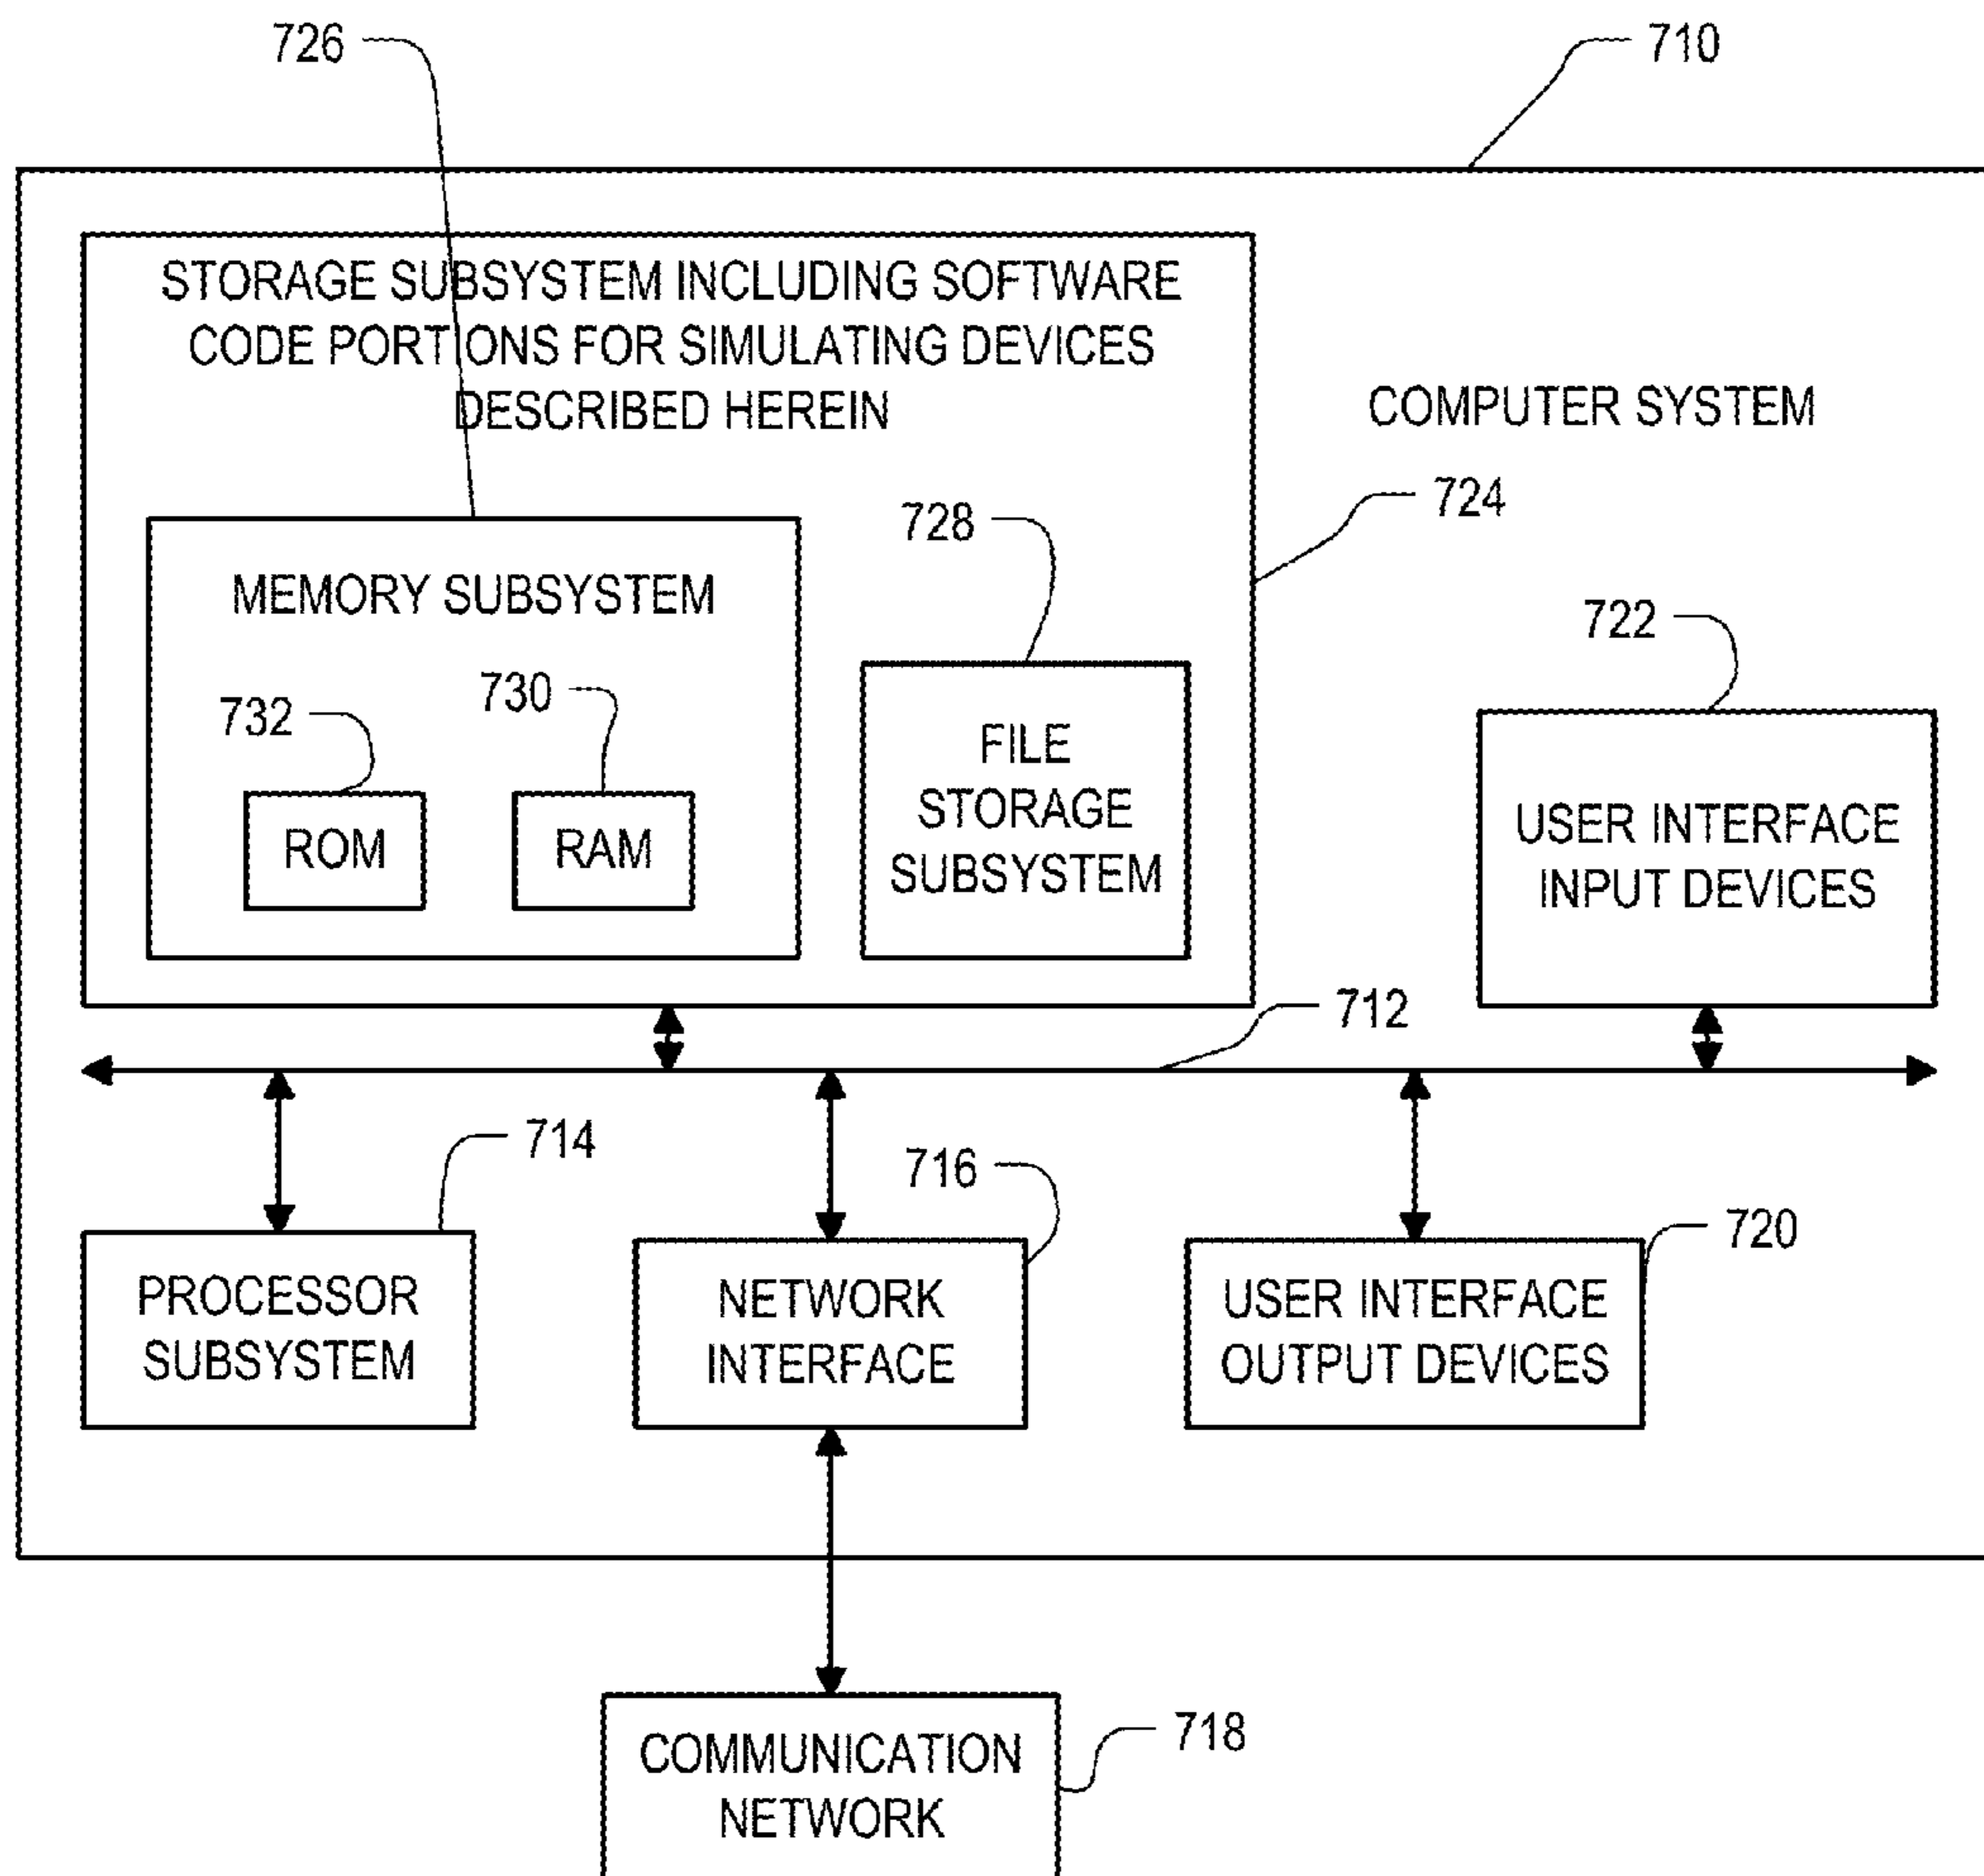 726
710
STORAGE SUBSYSTEM INCLUDING SOFTWARE
CODE PORTIONS FOR SIMULATING DEVICES
DESCRIBED HEREIN
COMPUTER SYSTEM
724
728
MEMORY SUBSYSTEM
722
732
730
FILE
STORAGE
SUBSYSTEM
ROM
RAM
USER INTERFACE
INPUT DEVICES
712
714
716
720
PROCESSOR
SUBSYSTEM
NETWORK
INTERFACE
USER INTERFACE
OUTPUT DEVICES
718
COMMUNICATION
NETWORK